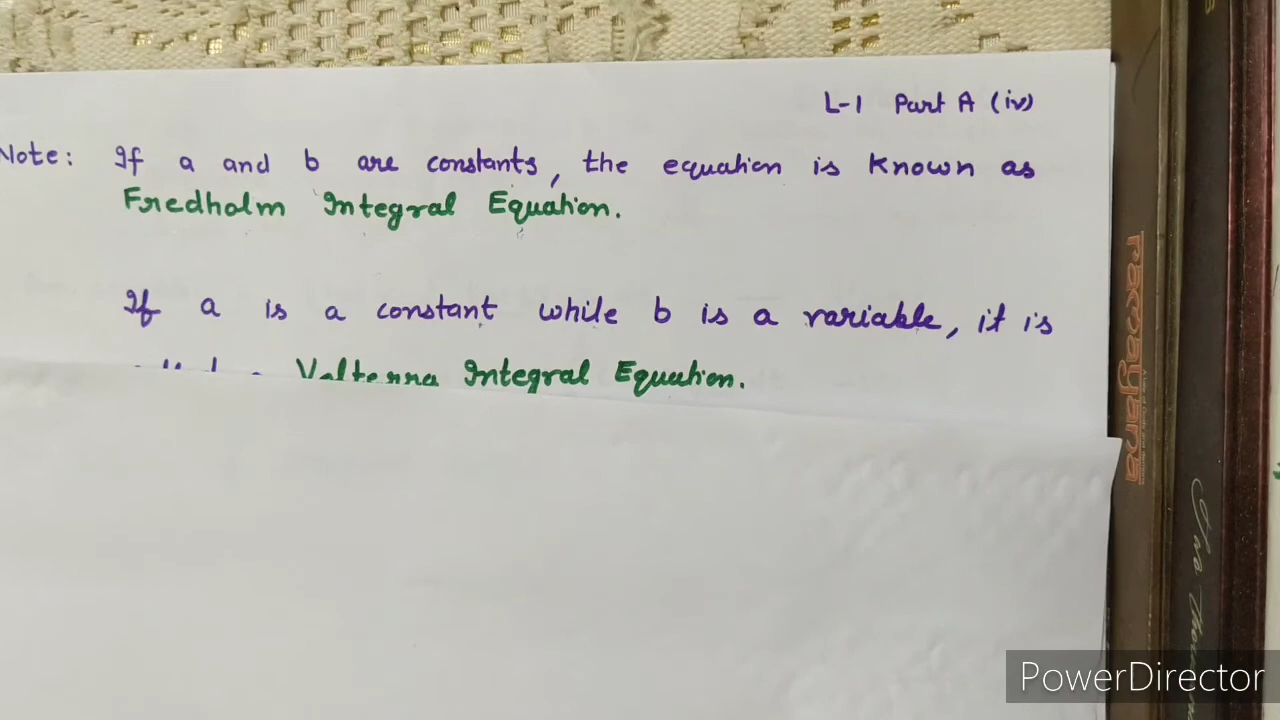 L-1 Part A (iv)
Note: If a and b are constants, the equation is known as
Fredholm Integral Equation.
If a is a constant while b is a variable, it is
Volterra Integral Equation.
Ramayana
PowerDirector